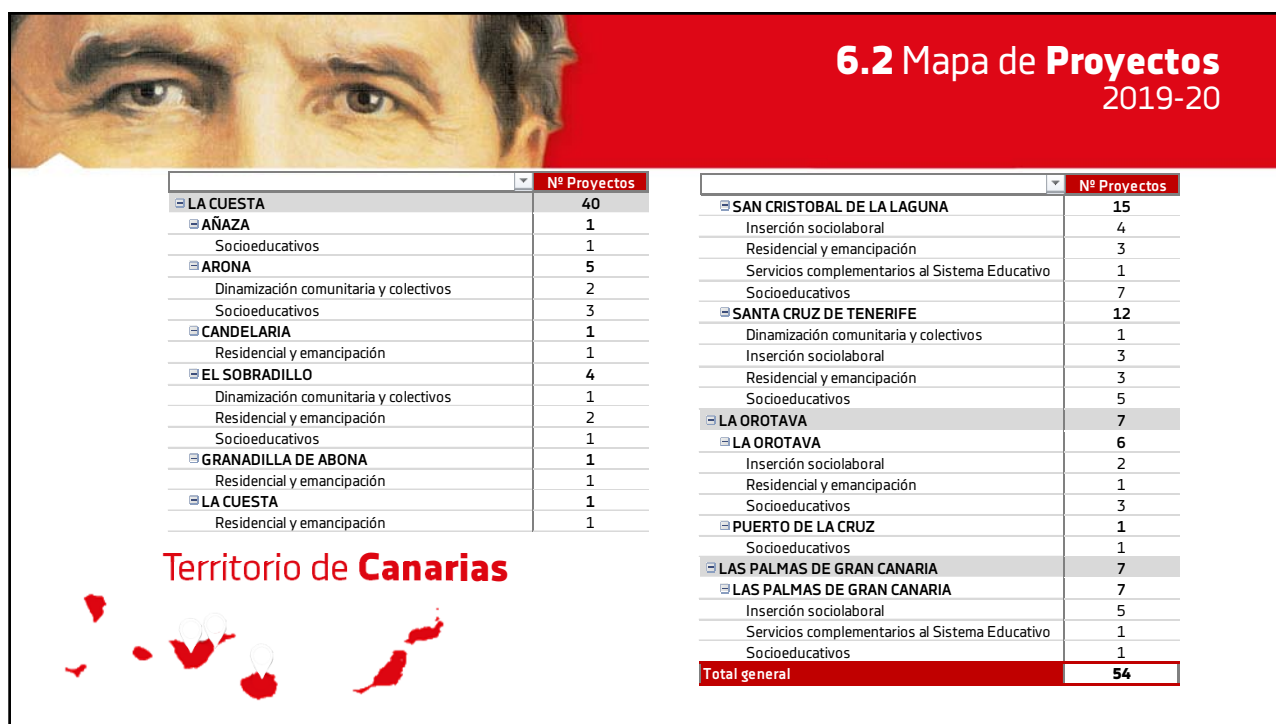 6.2 Mapa de Proyectos
2019-20
Nº Proyectos
LA CUESTA 40
AÑAZA 1
Socioeducativos 1
ARONA 5
Dinamización comunitaria y colectivos 2
Socioeducativos 3
CANDELARIA 1
Residencial y emancipación 1
EL SOBRADILLO 4
Dinamización comunitaria y colectivos 1
Residencial y emancipación 2
Socioeducativos 1
GRANADILLA DE ABONA 1
Residencial y emancipación 1
LA CUESTA 1
Residencial y emancipación 1
Territorio de Canarias
Nº Proyectos
SAN CRISTOBAL DE LA LAGUNA 15
Inserción sociolaboral 4
Residencial y emancipación 3
Servicios complementarios al Sistema Educativo 1
Socioeducativos 7
SANTA CRUZ DE TENERIFE 12
Dinamización comunitaria y colectivos 1
Inserción sociolaboral 3
Residencial y emancipación 3
Socioeducativos 5
LA OROTAVA 7
LA OROTAVA 6
Inserción sociolaboral 2
Residencial y emancipación 1
Socioeducativos 3
PUERTO DE LA CRUZ 1
Socioeducativos 1
LAS PALMAS DE GRAN CANARIA 7
LAS PALMAS DE GRAN CANARIA 7
Inserción sociolaboral 5
Servicios complementarios al Sistema Educativo 1
Socioeducativos 1
Total general 54